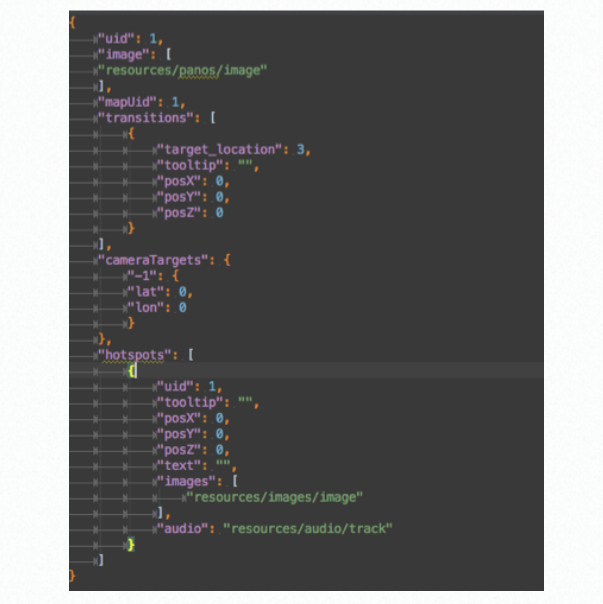 {
"uid": 1,
"image": [
"resources/panos/image"
],
"mapUid": 1,
"transitions": [
{
"target_location": 3,
"tooltip": "",
"posX": 0,
"posY": 0,
"posZ": 0
}
],
"cameraTargets": {
"-1": {
"lat": 0,
"lon": 0
}
},
"hotspots": [
{
"uid": 1,
"tooltip": "",
"posX": 0,
"posY": 0,
"posZ": 0,
"text": "",
"images": [
"resources/images/image"
],
"audio": "resources/audio/track"
}
]
}